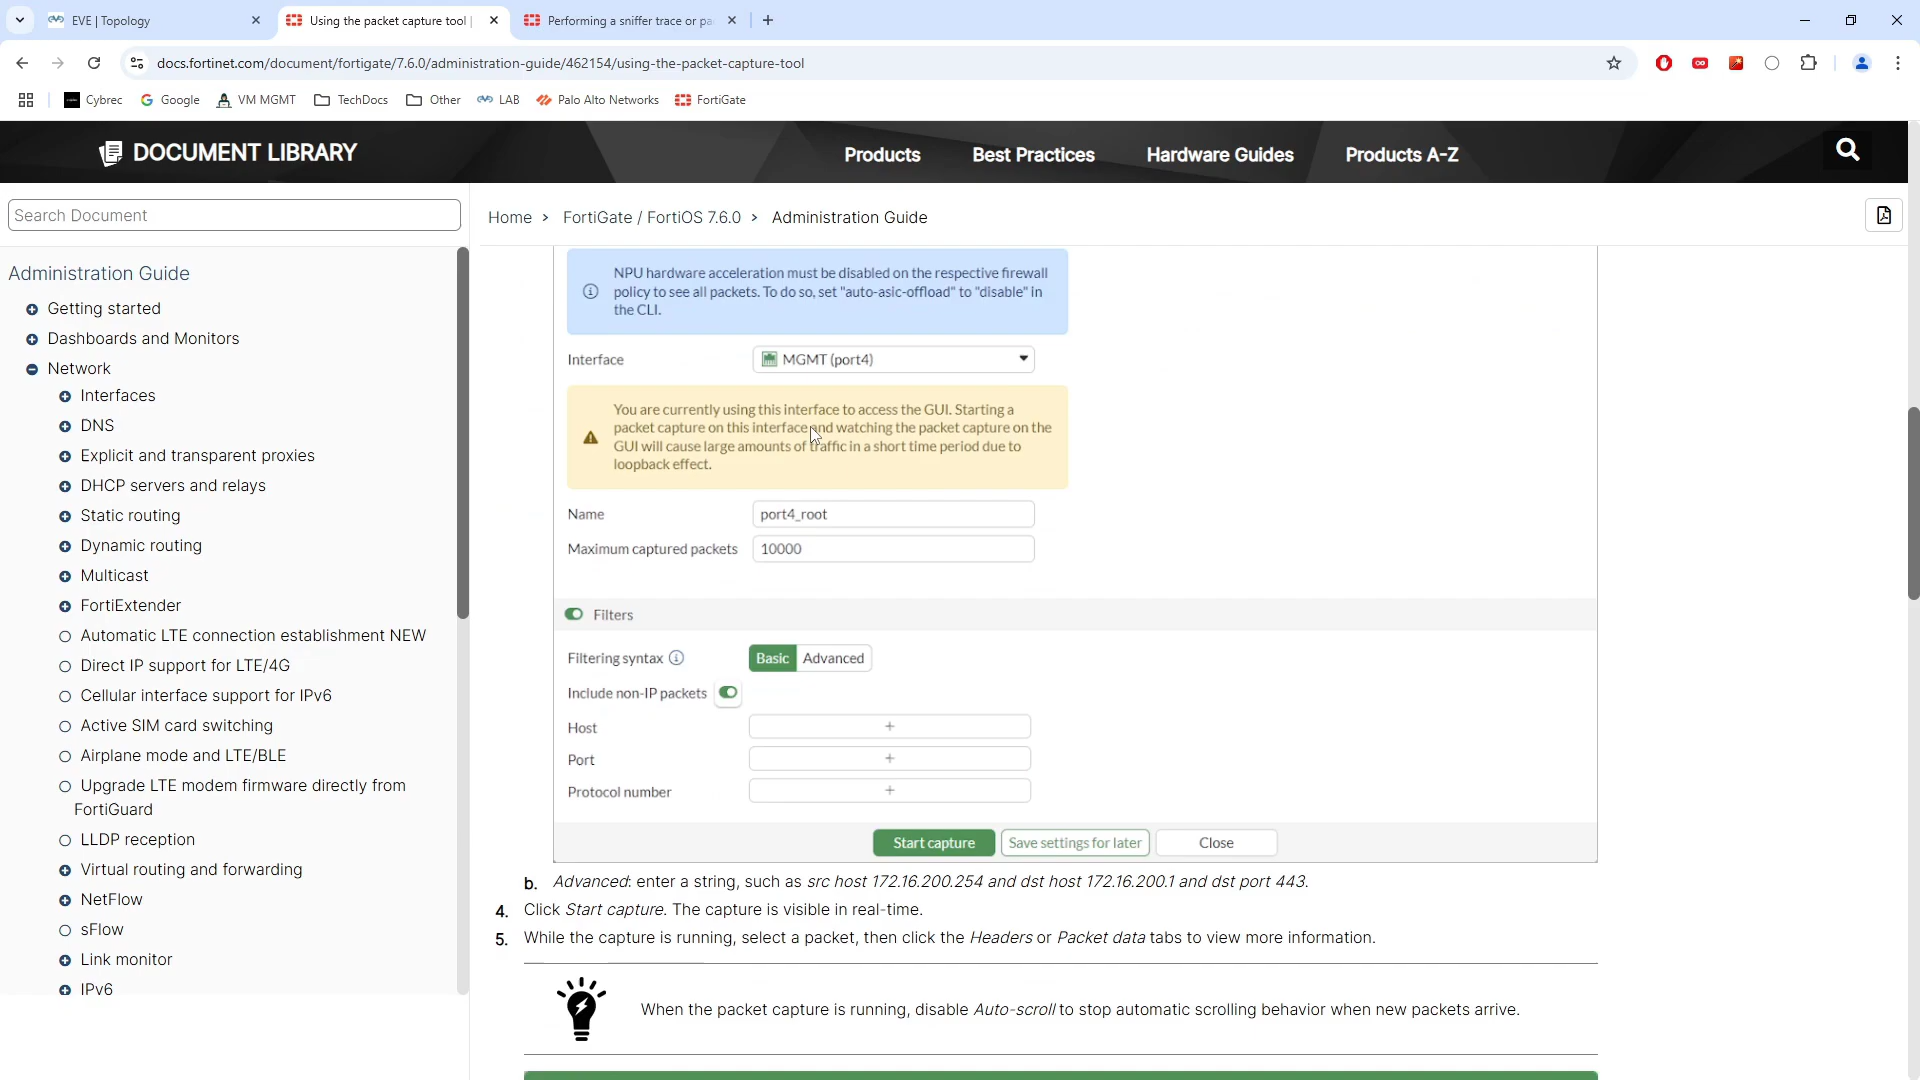 EVE | Topology
Using the packet capture tool |
Performing a sniffer trace or pa
docs.fortinet.com/document/fortigate/7.6.0/administration-guide/462154/using-the-packet-capture-tool
Cybrec
Google
VM MGMT
TechDocs
Other
LAB
Palo Alto Networks
FortiGate
DOCUMENT LIBRARY
Products
Best Practices
Hardware Guides
Products A-Z
Search Document
Home > FortiGate / FortiOS 7.6.0 > Administration Guide
Administration Guide
Getting started
Dashboards and Monitors
Network
Interfaces
DNS
Explicit and transparent proxies
DHCP servers and relays
Static routing
Dynamic routing
Multicast
FortiExtender
Automatic LTE connection establishment NEW
Direct IP support for LTE/4G
Cellular interface support for IPv6
Active SIM card switching
Airplane mode and LTE/BLE
Upgrade LTE modem firmware directly from
FortiGuard
LLDP reception
Virtual routing and forwarding
NetFlow
sFlow
Link monitor
IPv6
NPU hardware acceleration must be disabled on the respective firewall
policy to see all packets. To do so, set "auto-asic-offload" to "disable" in
the CLI.
Interface
MGMT (port4)
You are currently using this interface to access the GUI. Starting a
packet capture on this interface and watching the packet capture on the
GUI will cause large amounts of traffic in a short time period due to
loopback effect.
Name
port4_root
Maximum captured packets
10000
Filters
Filtering syntax
Basic
Advanced
Include non-IP packets
Host
+
Port
+
Protocol number
+
Start capture
Save settings for later
Close
b. Advanced: enter a string, such as src host 172.16.200.254 and dst host 172.16.200.1 and dst port 443.
4. Click Start capture. The capture is visible in real-time.
5. While the capture is running, select a packet, then click the Headers or Packet data tabs to view more information.
When the packet capture is running, disable Auto-scroll to stop automatic scrolling behavior when new packets arrive.